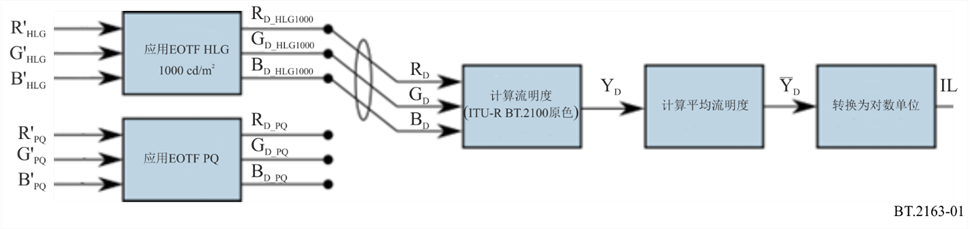 R'HLG
G'HLG
B'HLG
应用EOTF HLG
1000 cd/m²
RD_HLG1000
GD_HLG1000
BD_HLG1000
R'PQ
G'PQ
B'PQ
应用EOTF PQ
RD_PQ
GD_PQ
BD_PQ
RD
GD
BD
计算流明度
(ITU-R BT.2100原色)
YD
计算平均流明度
ȲD
转换为对数单位
IL
BT.2163-01